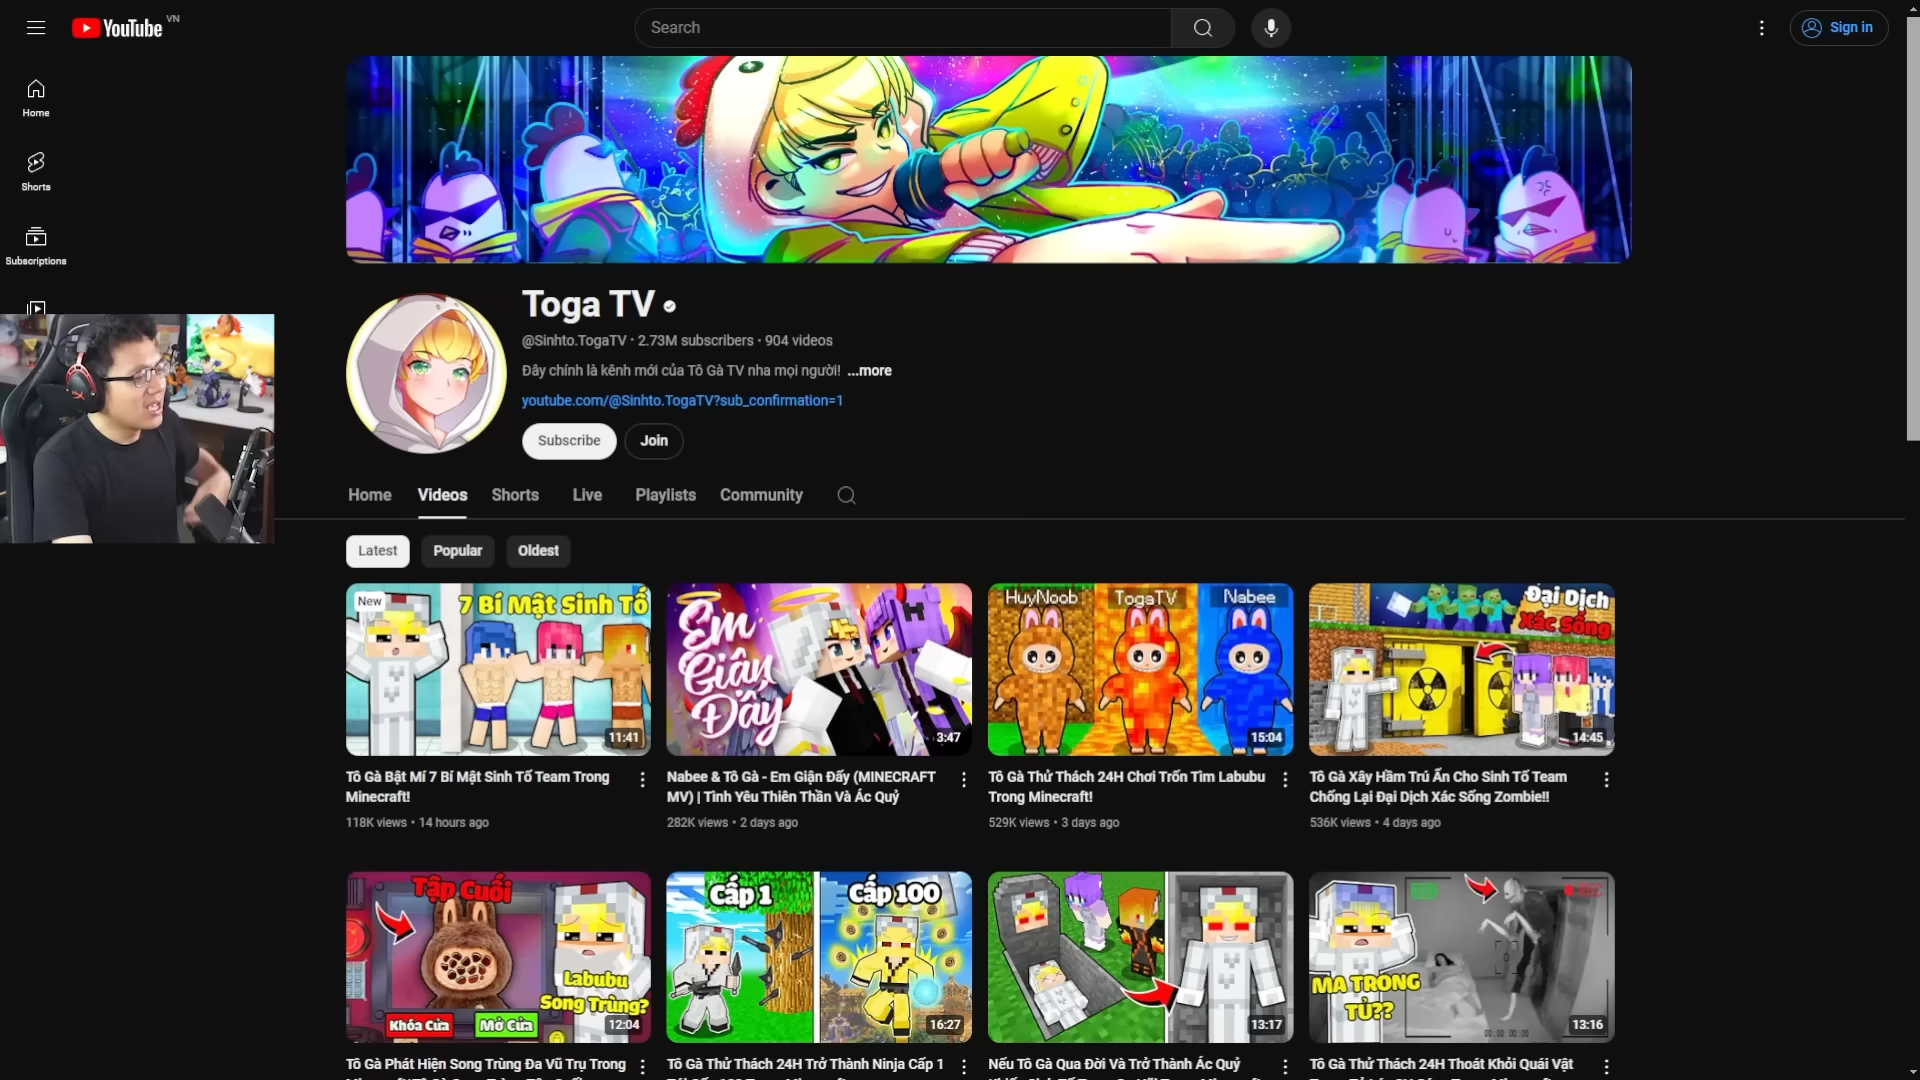 YouTube VN
Search
Sign in
Home
Shorts
Subscriptions
Toga TV
@Sinhto.TogaTV • 2.73M subscribers • 904 videos
Đây chính là kênh mới của Tô Gà TV nha mọi người! ...more
youtube.com/@Sinhto.TogaTV?sub_confirmation=1
Subscribe Join
Home Videos Shorts Live Playlists Community
Latest Popular Oldest
New
7 Bí Mật Sinh Tố
11:41
Em
Giận
Đấy
3:47
HuyNoob TogaTV Nabee
15:04
Đại Dịch
Xác Sống
14:45
Tô Gà Bật Mí 7 Bí Mật Sinh Tố Team Trong
Minecraft!
118K views • 14 hours ago
Nabee & Tô Gà - Em Giận Đấy (MINECRAFT
MV) | Tình Yêu Thiên Thần Và Ác Quỷ
282K views • 2 days ago
Tô Gà Thử Thách 24H Chơi Trốn Tìm Labubu
Trong Minecraft!
529K views • 3 days ago
Tô Gà Xây Hầm Trú Ẩn Cho Sinh Tố Team
Chống Lại Đại Dịch Xác Sống Zombie!!
536K views • 4 days ago
Tập Cuối
Labubu
Song Trùng?
Khóa Cửa Mở Cửa
12:04
Cấp 1 Cấp 100
16:27
13:17
MA TRONG
TỦ??
00:00 00:00
13:16
Tô Gà Phát Hiện Song Trùng Đa Vũ Trụ Trong
Tô Gà Thử Thách 24H Trở Thành Ninja Cấp 1
Nếu Tô Gà Qua Đời Và Trở Thành Ác Quỷ
Tô Gà Thử Thách 24H Thoát Khỏi Quái Vật